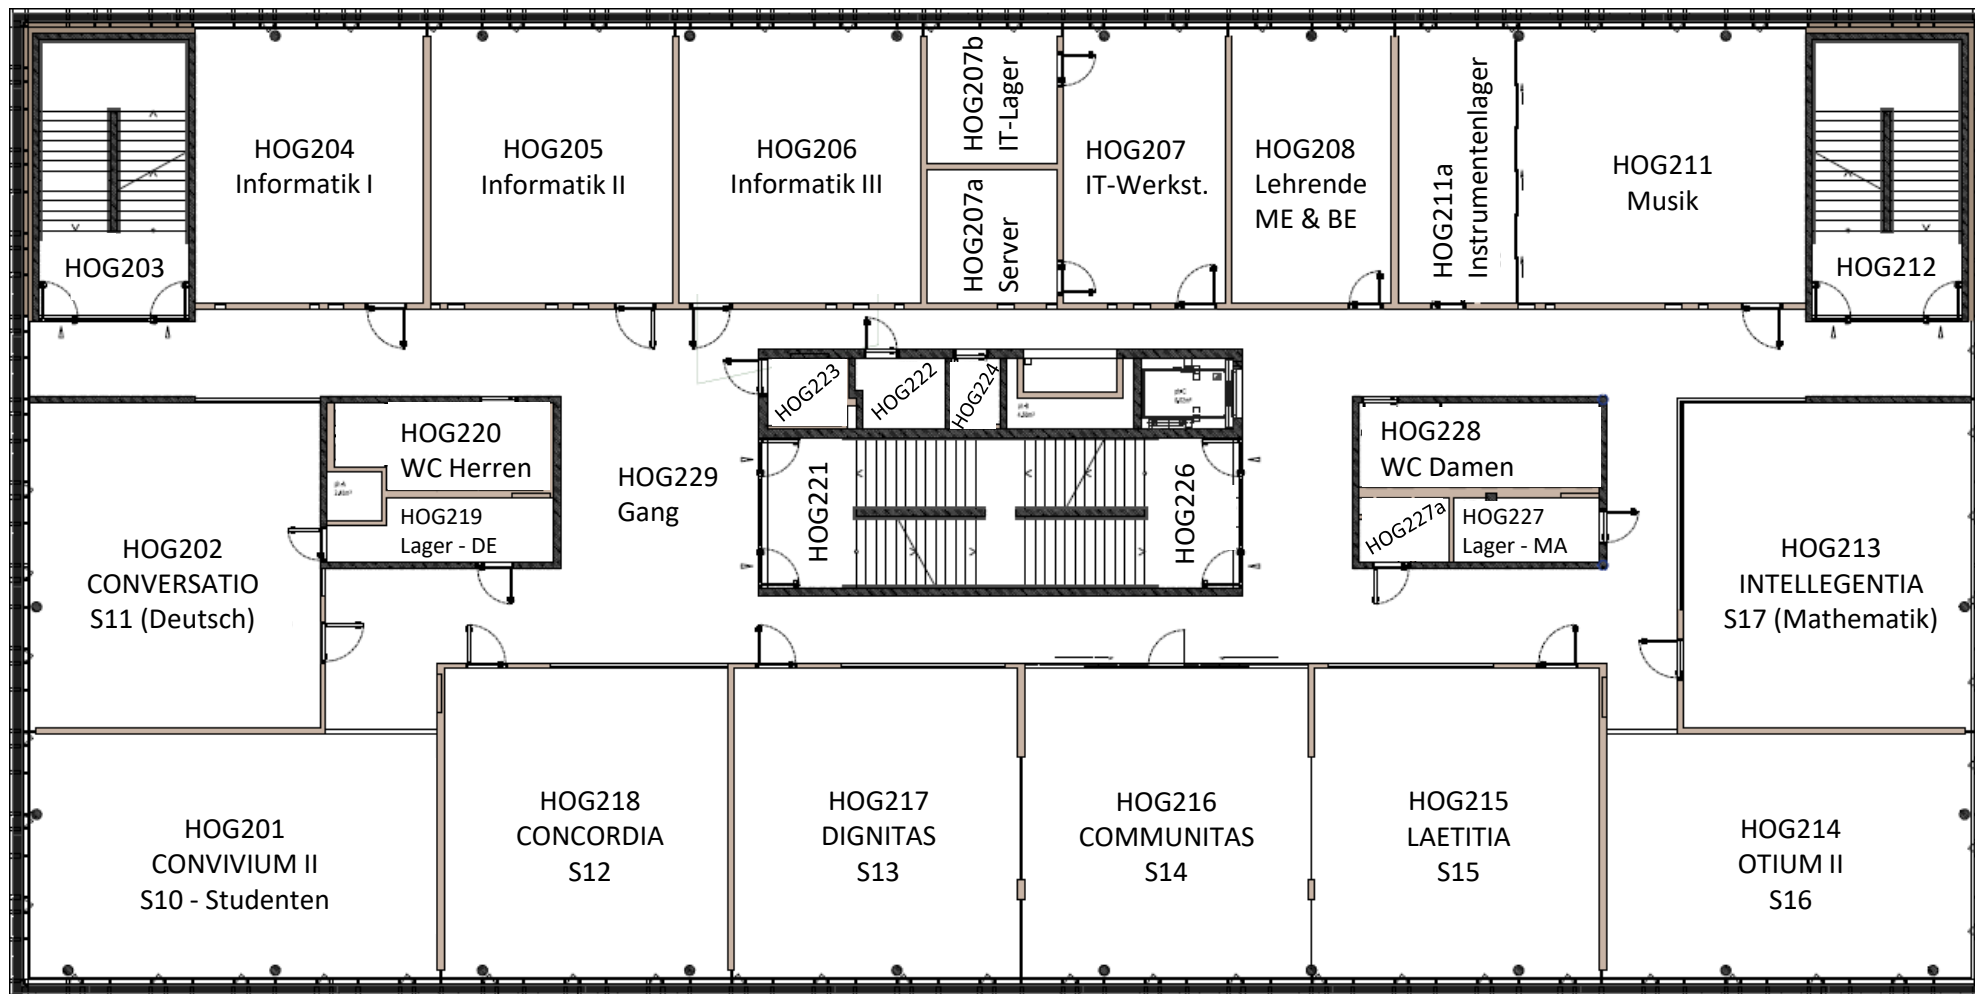 HOG204
Informatik I
HOG205
Informatik II
HOG206
Informatik III
HOG207b
IT-Lager
HOG207a
Server
HOG207
IT-Werkst.
HOG208
Lehrende
ME & BE
HOG211a
Instrumentenlager
HOG211
Musik
HOG203
HOG212
HOG223
HOG222
HOG224
HOG220
WC Herren
HOG219
Lager - DE
HOG229
Gang
HOG221
HOG226
HOG228
WC Damen
HOG227a
HOG227
Lager - MA
HOG202
CONVERSATIO
S11 (Deutsch)
HOG213
INTELLEGENTIA
S17 (Mathematik)
HOG201
CONVIVIUM II
S10 - Studenten
HOG218
CONCORDIA
S12
HOG217
DIGNITAS
S13
HOG216
COMMUNITAS
S14
HOG215
LAETITIA
S15
HOG214
OTIUM II
S16